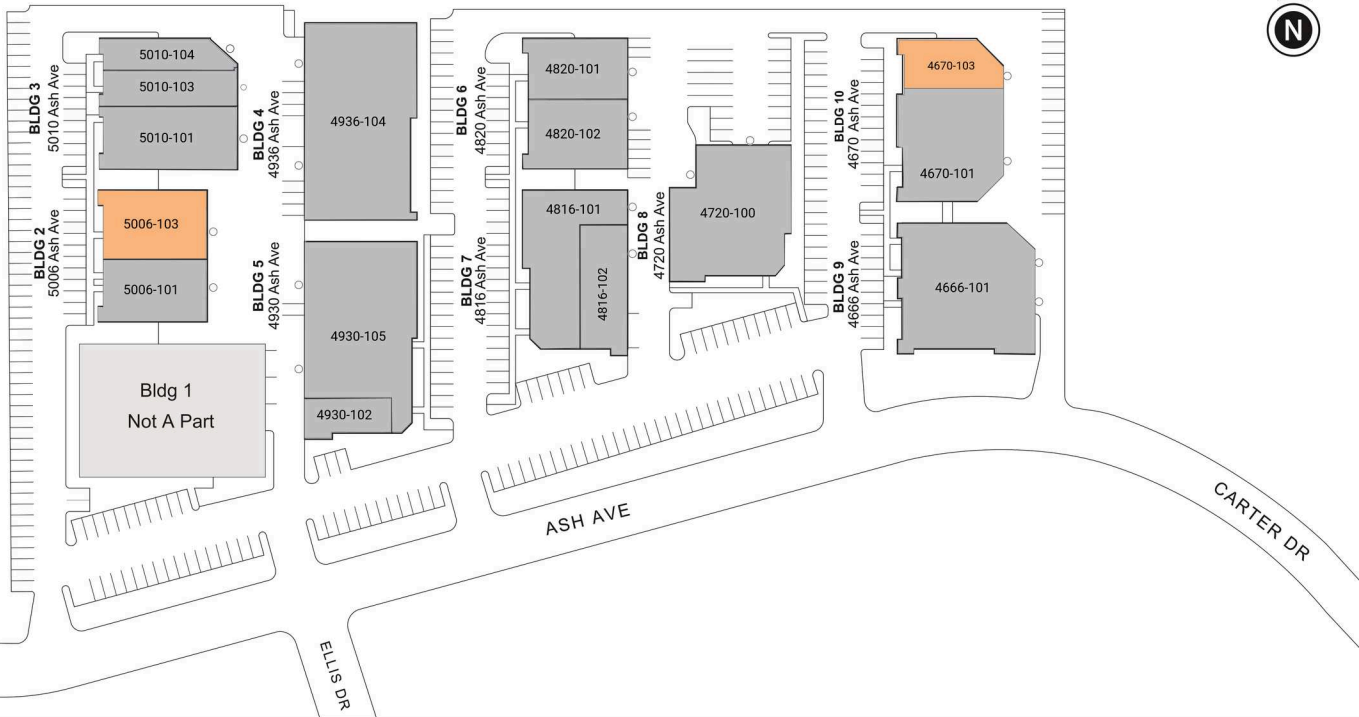 N
BLDG 3
5010 Ash Ave
5010-104
5010-103
5010-101
BLDG 2
5006 Ash Ave
5006-103
5006-101
Bldg 1
Not A Part
BLDG 4
4936 Ash Ave
4936-104
BLDG 5
4930 Ash Ave
4930-105
4930-102
BLDG 6
4820 Ash Ave
4820-101
4820-102
BLDG 7
4816 Ash Ave
4816-101
4816-102
BLDG 8
4720 Ash Ave
4720-100
BLDG 10
4670 Ash Ave
4670-103
4670-101
BLDG 9
4666 Ash Ave
4666-101
ASH AVE
CARTER DR
ELLIS DR